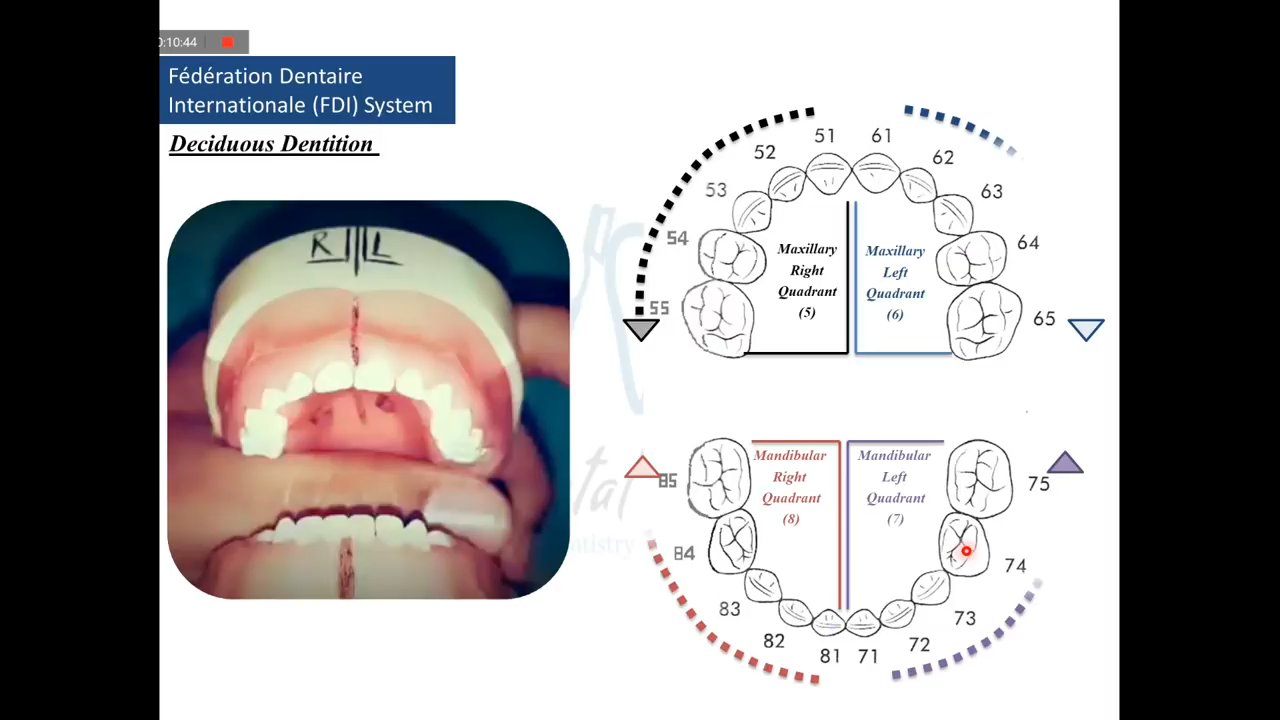 0:10:44
Fédération Dentaire
Internationale (FDI) System
Deciduous Dentition
R L
51 61
52 62
53 63
54 64
55 65
Maxillary
Right
Quadrant
(5)
Maxillary
Left
Quadrant
(6)
Mandibular
Right
Quadrant
(8)
Mandibular
Left
Quadrant
(7)
85 75
84 74
83 73
82 72
81 71